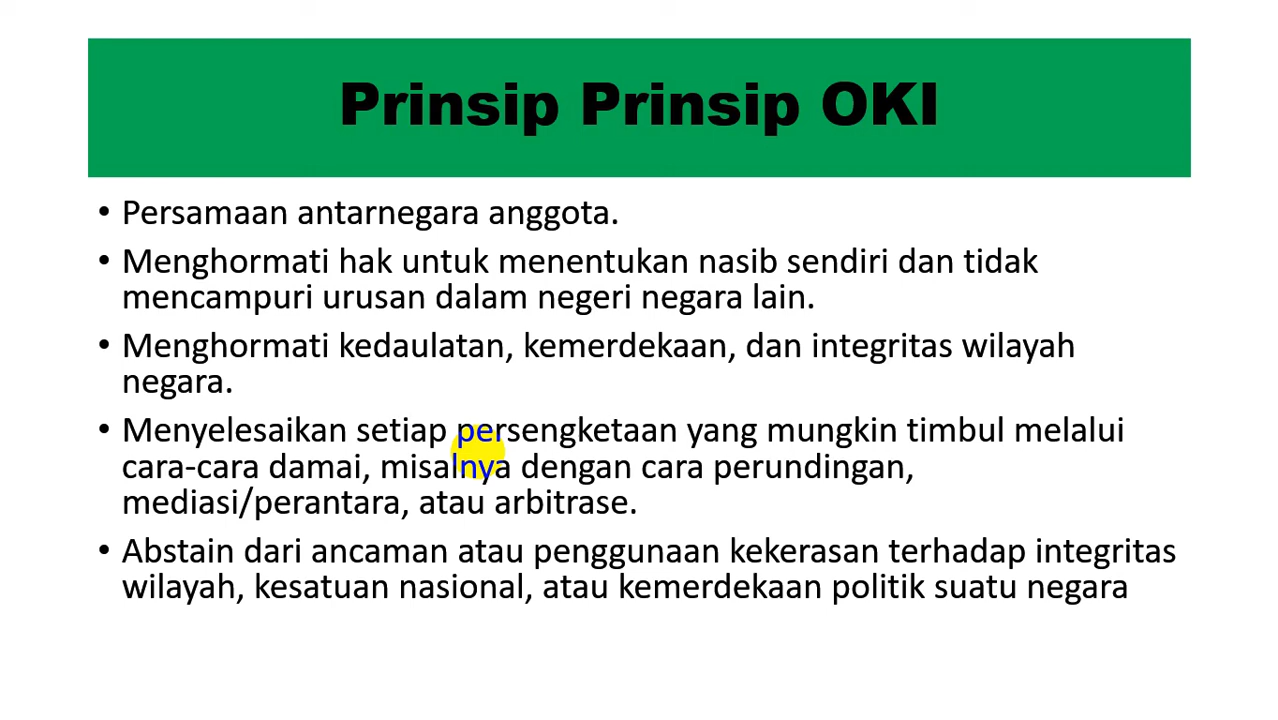 Prinsip Prinsip OKI
• Persamaan antarnegara anggota.
• Menghormati hak untuk menentukan nasib sendiri dan tidak
mencampuri urusan dalam negeri negara lain.
• Menghormati kedaulatan, kemerdekaan, dan integritas wilayah
negara.
• Menyelesaikan setiap persengketaan yang mungkin timbul melalui
cara-cara damai, misalnya dengan cara perundingan,
mediasi/perantara, atau arbitrase.
• Abstain dari ancaman atau penggunaan kekerasan terhadap integritas
wilayah, kesatuan nasional, atau kemerdekaan politik suatu negara